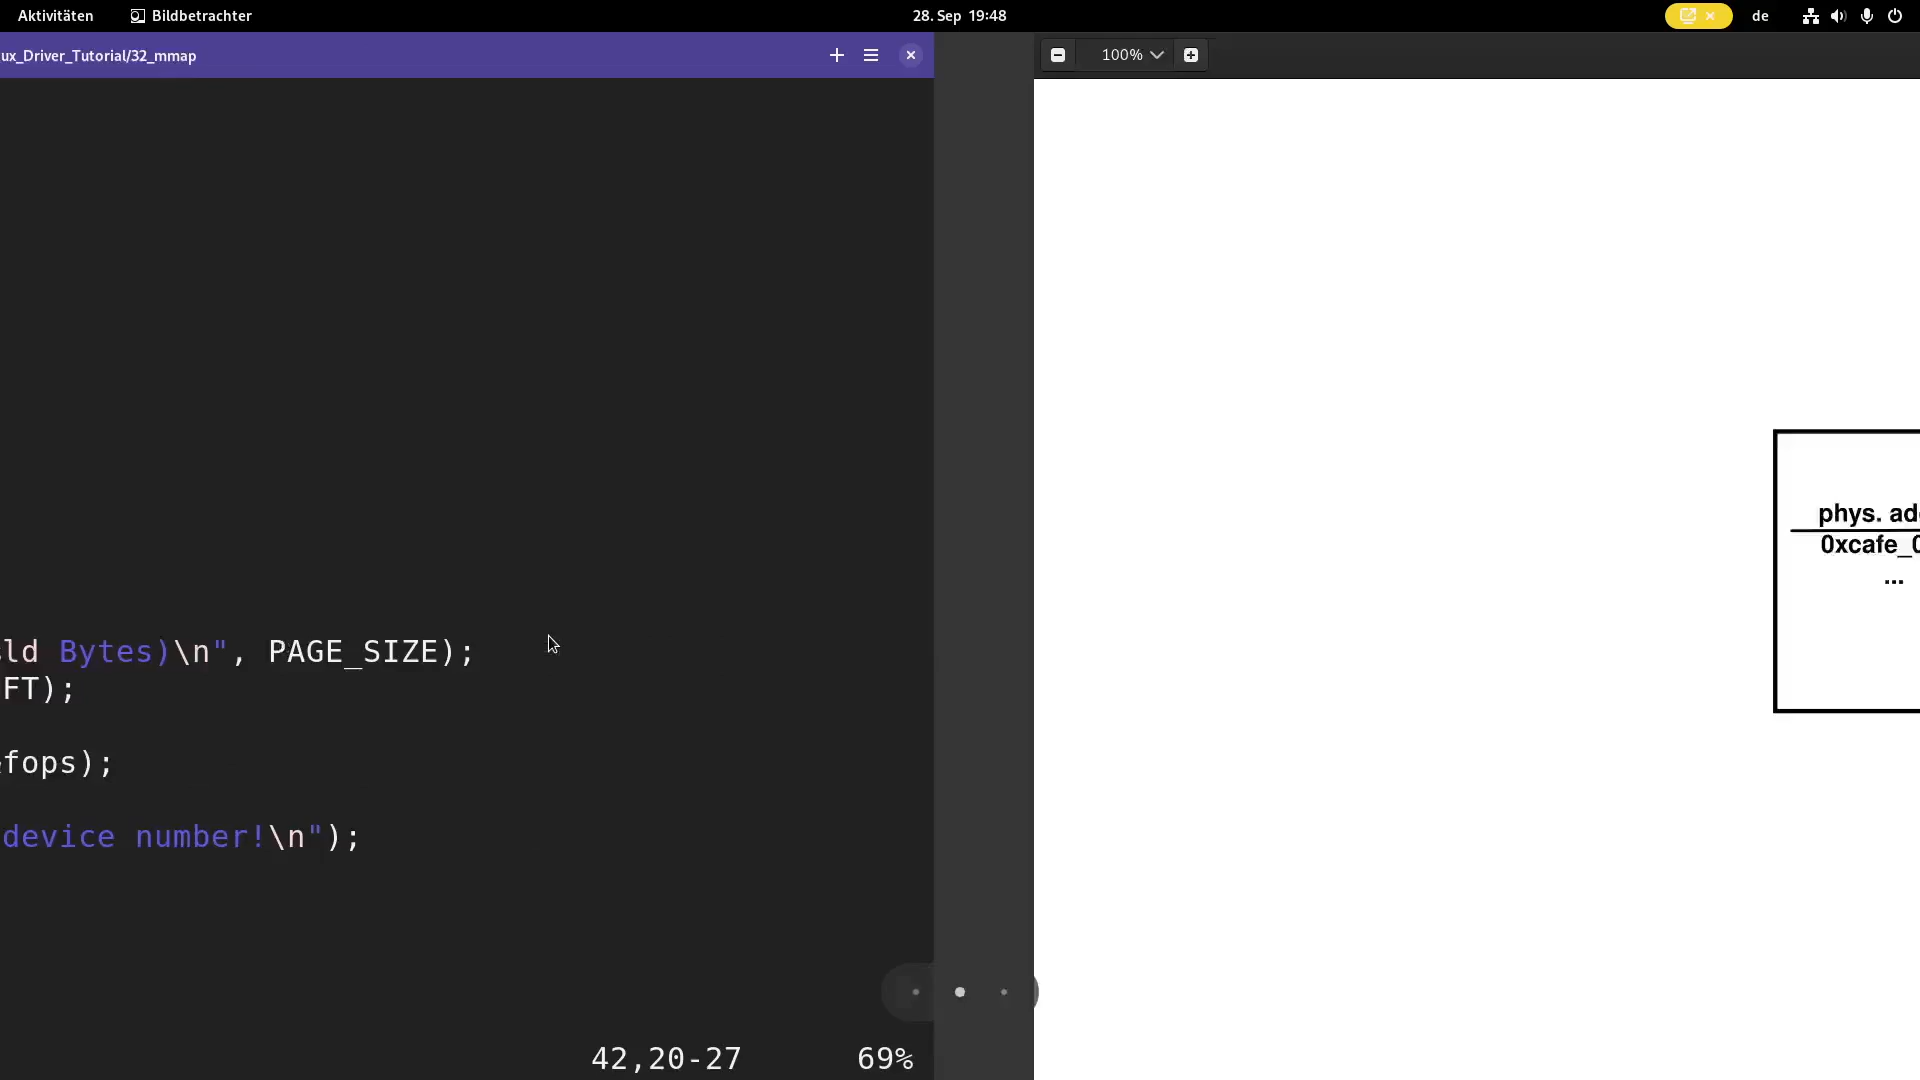 Aktivitäten
Bildbetrachter
28. Sep 19:48
de
ux_Driver_Tutorial/32_mmap
100%
ld Bytes)\n", PAGE_SIZE);
FT);
fops);
device number!\n");
42,20-27
69%
phys. ad
0xcafe_0
...